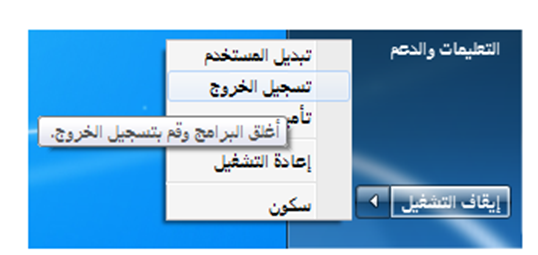 التعليمات والدعم
تبديل المستخدم
تسجيل الخروج
أغلق البرامج وقم بتسجيل الخروج.
إعادة التشغيل
سكون
إيقاف التشغيل